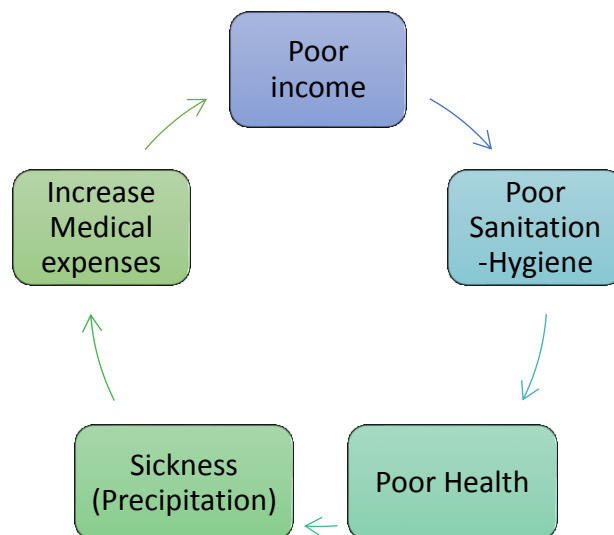 Poor
income
Poor
Sanitation
-Hygiene
Poor Health
Sickness
(Precipitation)
Increase
Medical
expenses